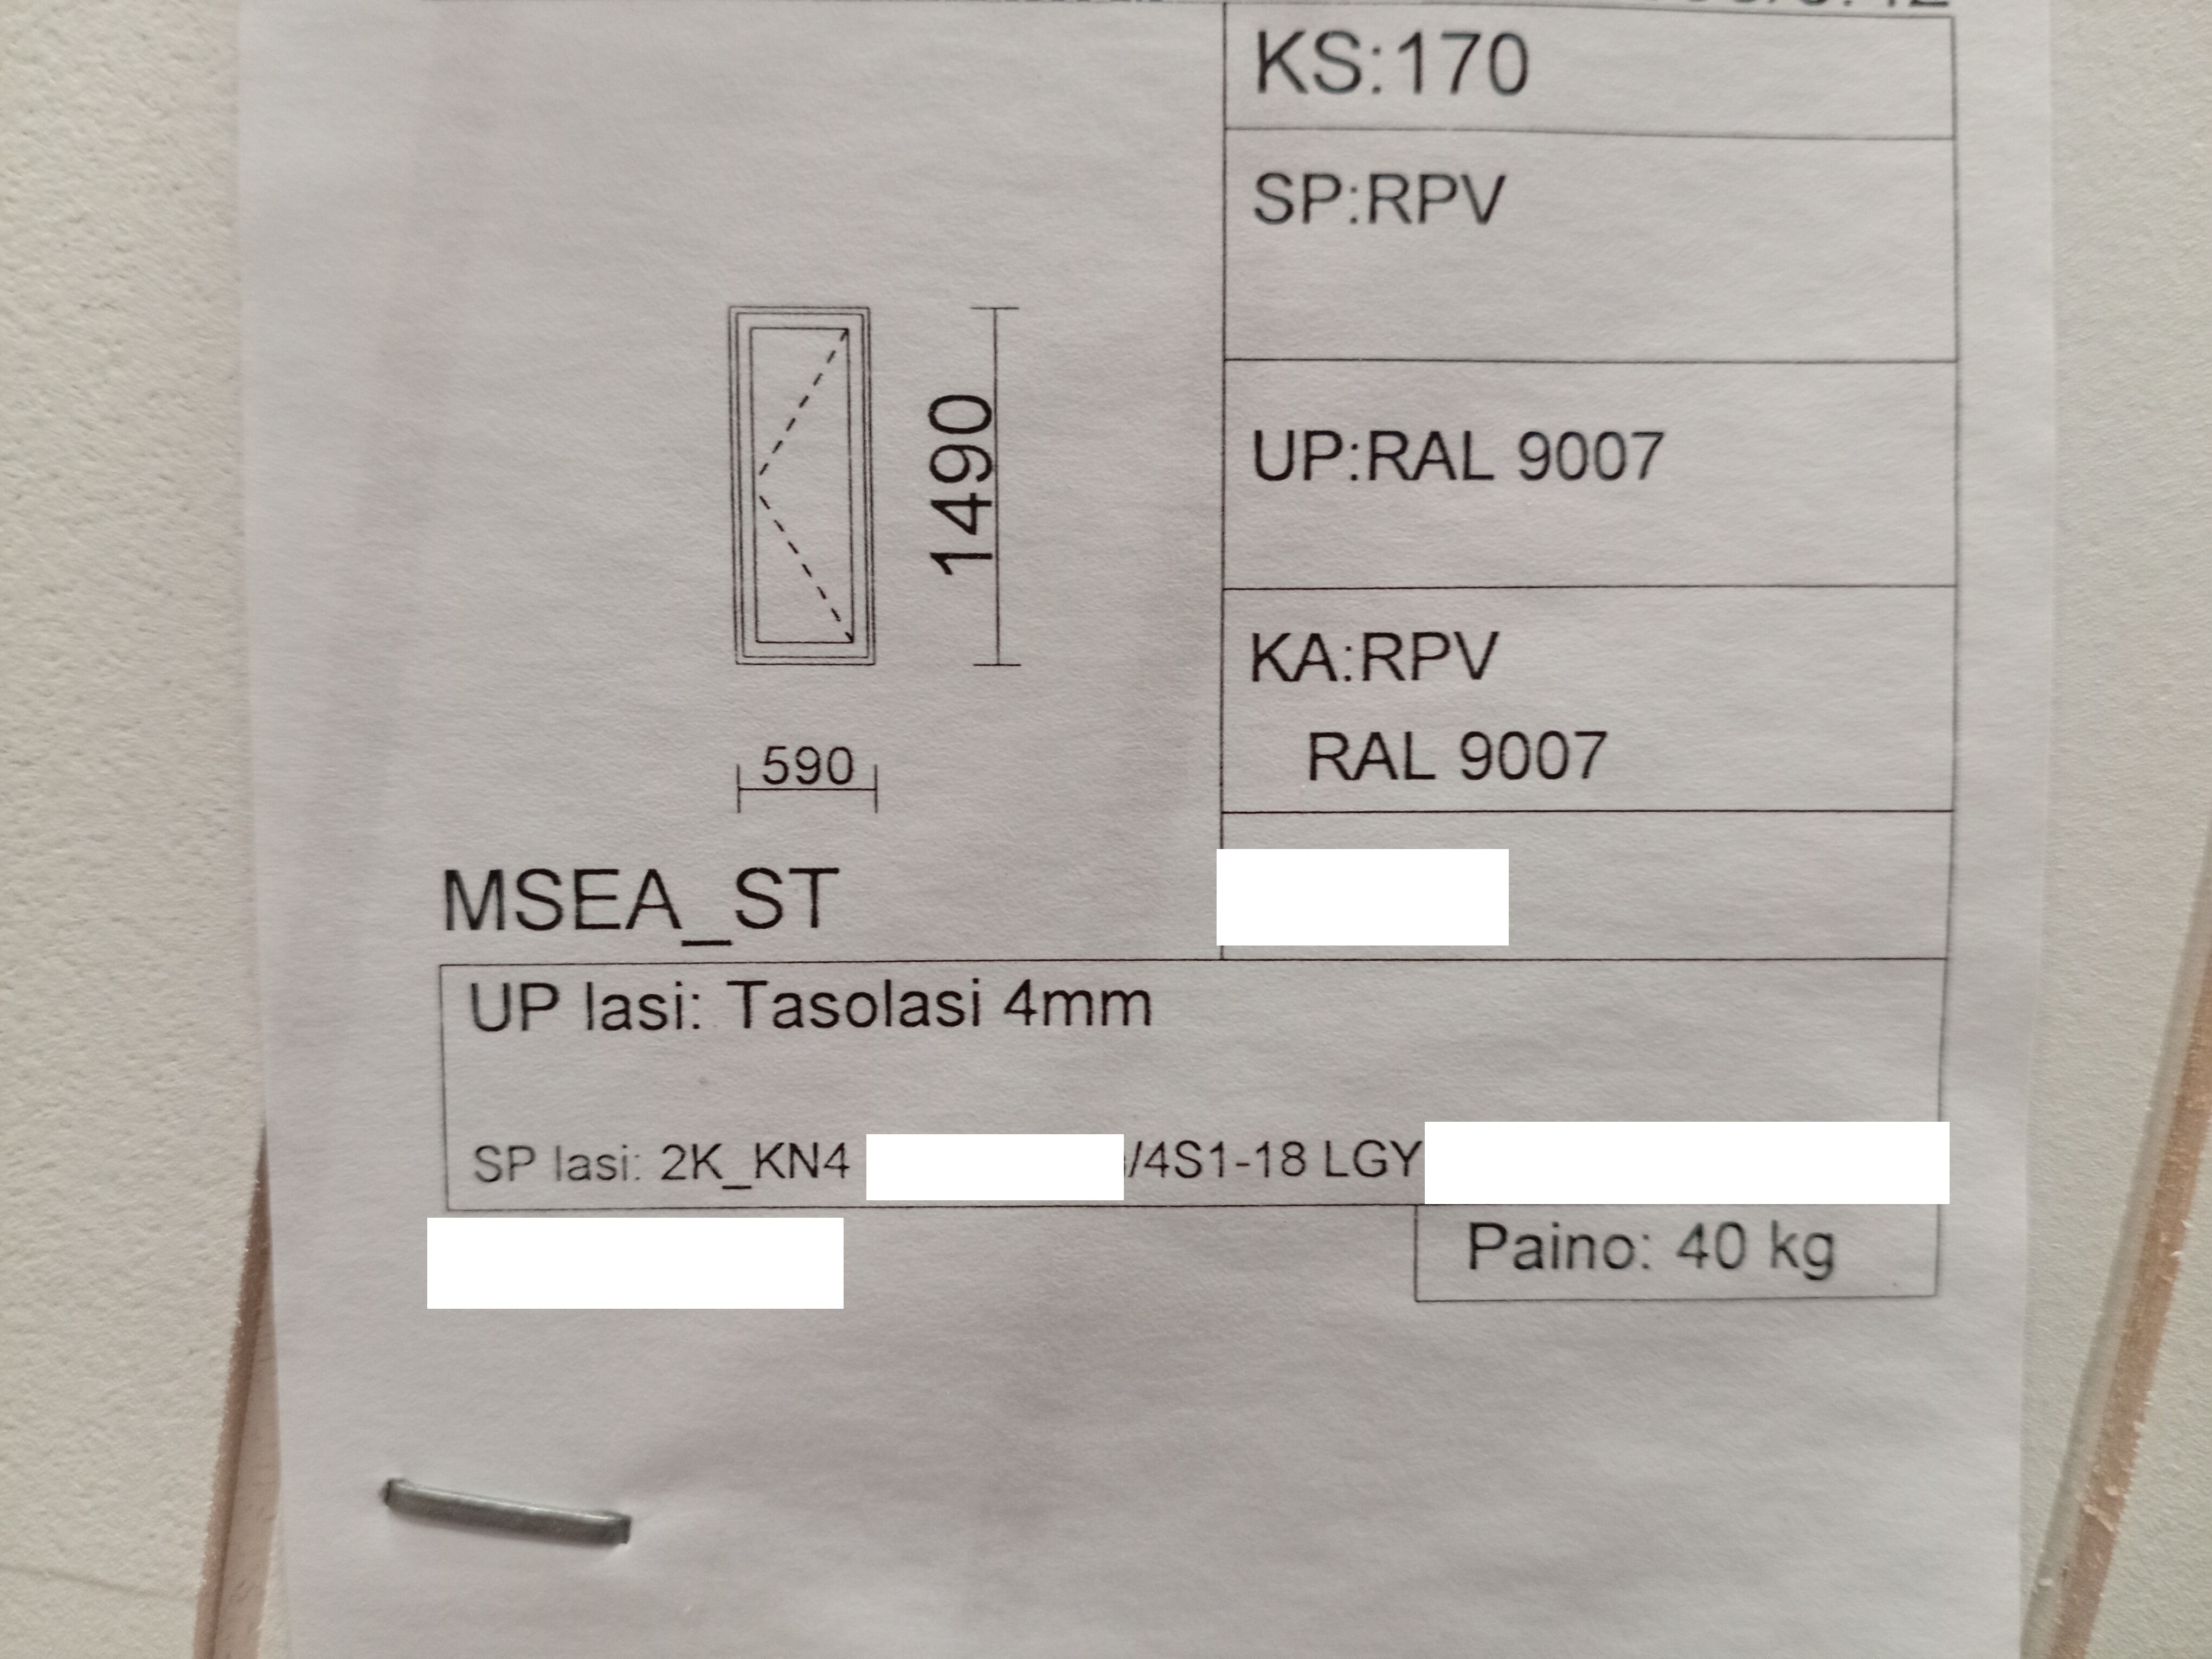 KS:170
SP:RPV
UP:RAL 9007
1490
KA:RPV
RAL 9007
590
MSEA_ST
UP lasi: Tasolasi 4mm
SP lasi: 2K_KN4 /4S1-18 LGY
Paino: 40 kg